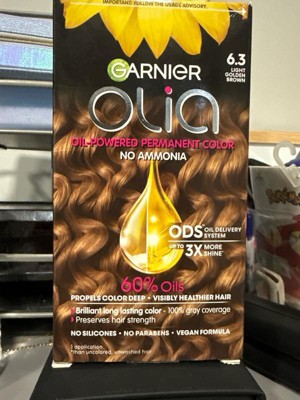 IMPORTANT: FOLLOW THE USAGE ADVISORY.
GARNIER
6.3
LIGHT
GOLDEN
BROWN
OLIA
OIL-POWERED PERMANENT COLOR
NO AMMONIA
ODS OIL DELIVERY
SYSTEM
UP TO 3X MORE
SHINE*
60% Oils
PROPELS COLOR DEEP • VISIBLY HEALTHIER HAIR
Brilliant long lasting color - 100% gray coverage
Preserves hair strength
NO SILICONES • NO PARABENS • VEGAN FORMULA
1 application
*than uncolored, unwashed hair